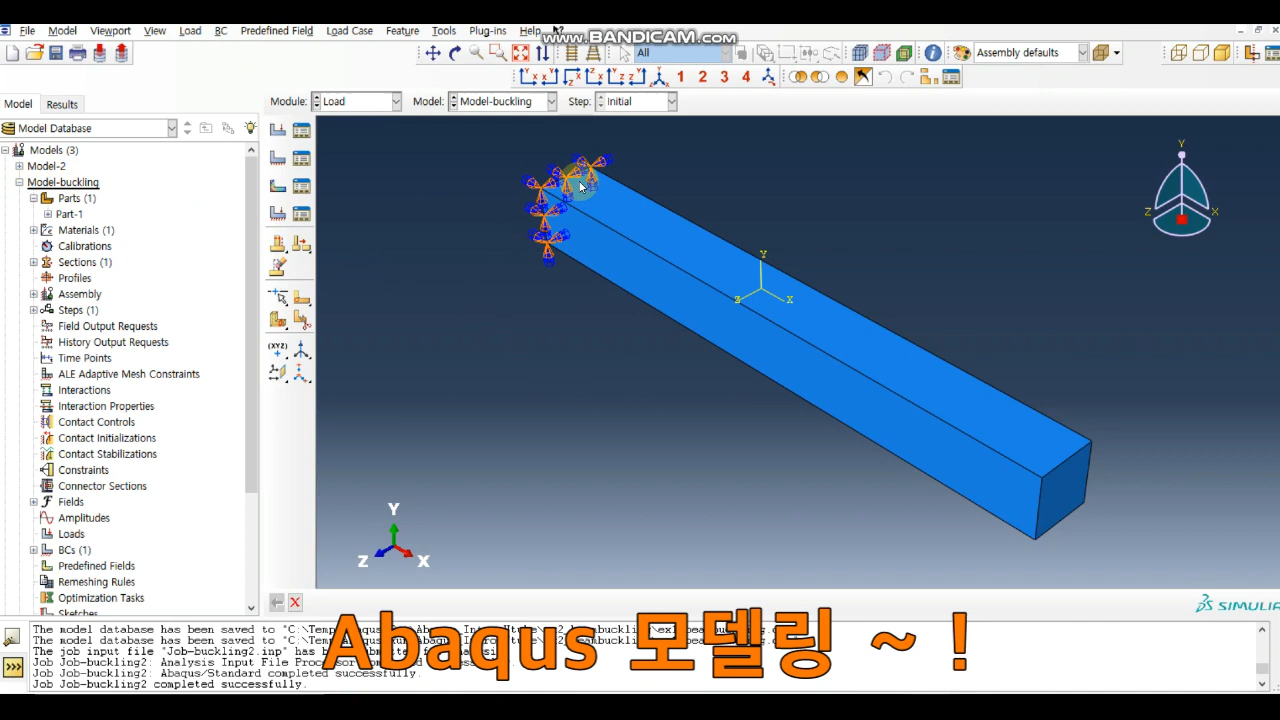 www.BANDICAM.com
File Model Viewport View Load BC Predefined Field Load Case Feature Tools Plug-ins Help
All
Assembly defaults
1 2 3 4
Model Results
Module: Load Model: Model-buckling Step: Initial
Model Database
Models (3)
Model-2
Model-buckling
Parts (1)
Part-1
Materials (1)
Calibrations
Sections (1)
Profiles
Assembly
Steps (1)
Field Output Requests
History Output Requests
Time Points
ALE Adaptive Mesh Constraints
Interactions
Interaction Properties
Contact Controls
Contact Initializations
Contact Stabilizations
Constraints
Connector Sections
Fields
Amplitudes
Loads
BCs (1)
Predefined Fields
Remeshing Rules
Optimization Tasks
Sketches
(XYZ)
Y
Z X
Y
Z X
Y
Z X
SIMULIA
Abaqus 모델링 ~ !
The model database has been saved to "C:\Temp
The model database has been saved to "C:\Temp
The job input file "Job-buckling2.inp" has
Job Job-buckling2: Analysis Input File Processor
Job Job-buckling2: Abaqus/Standard completed successfully.
Job Job-buckling2 completed successfully.